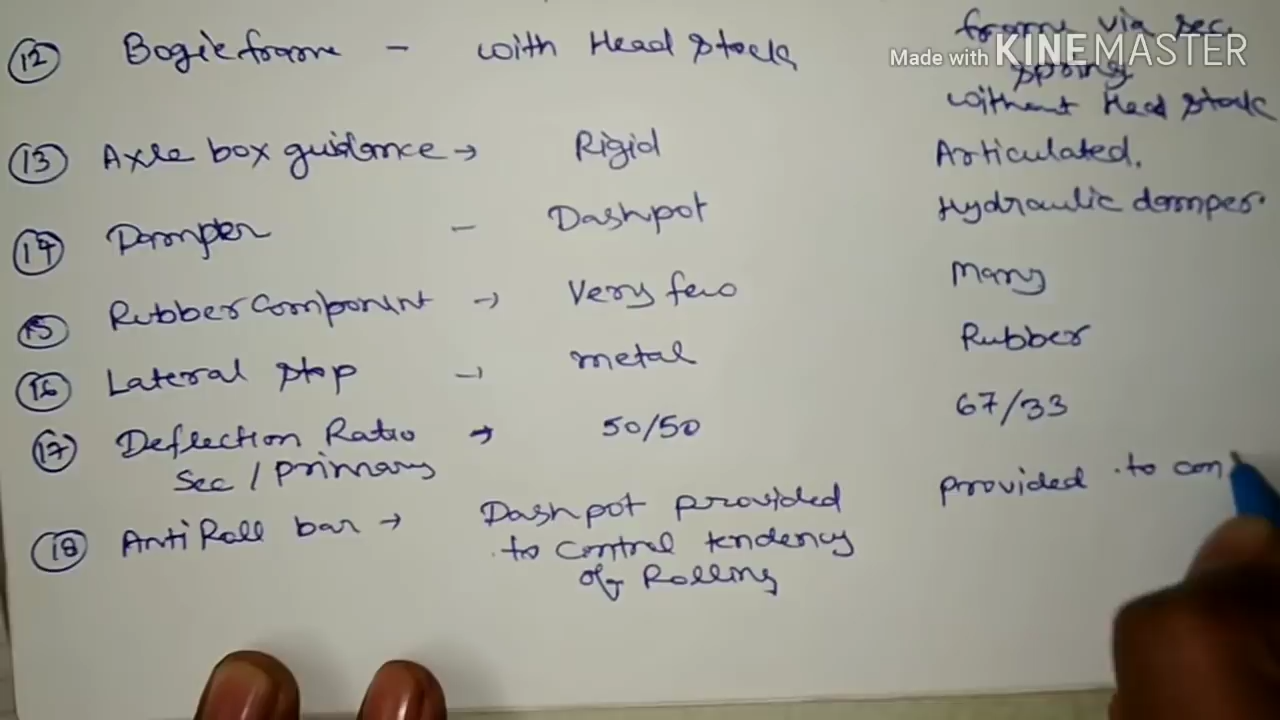 frame via sec.
Made with KINEMASTER
(12) Bogie frame - with Head stock
spring
without Head stock
(13) Axle box guidance → Rigid Articulated.
(14) Damper - Dashpot Hydraulic damper.
(15) Rubber Component → Very few Many
(16) Lateral stop → metal Rubber
(17) Deflection Ratio → 50/50 67/33
Sec / primary
(18) Anti Roll bar → Dashpot provided provided to con
to control tendency
of Rolling